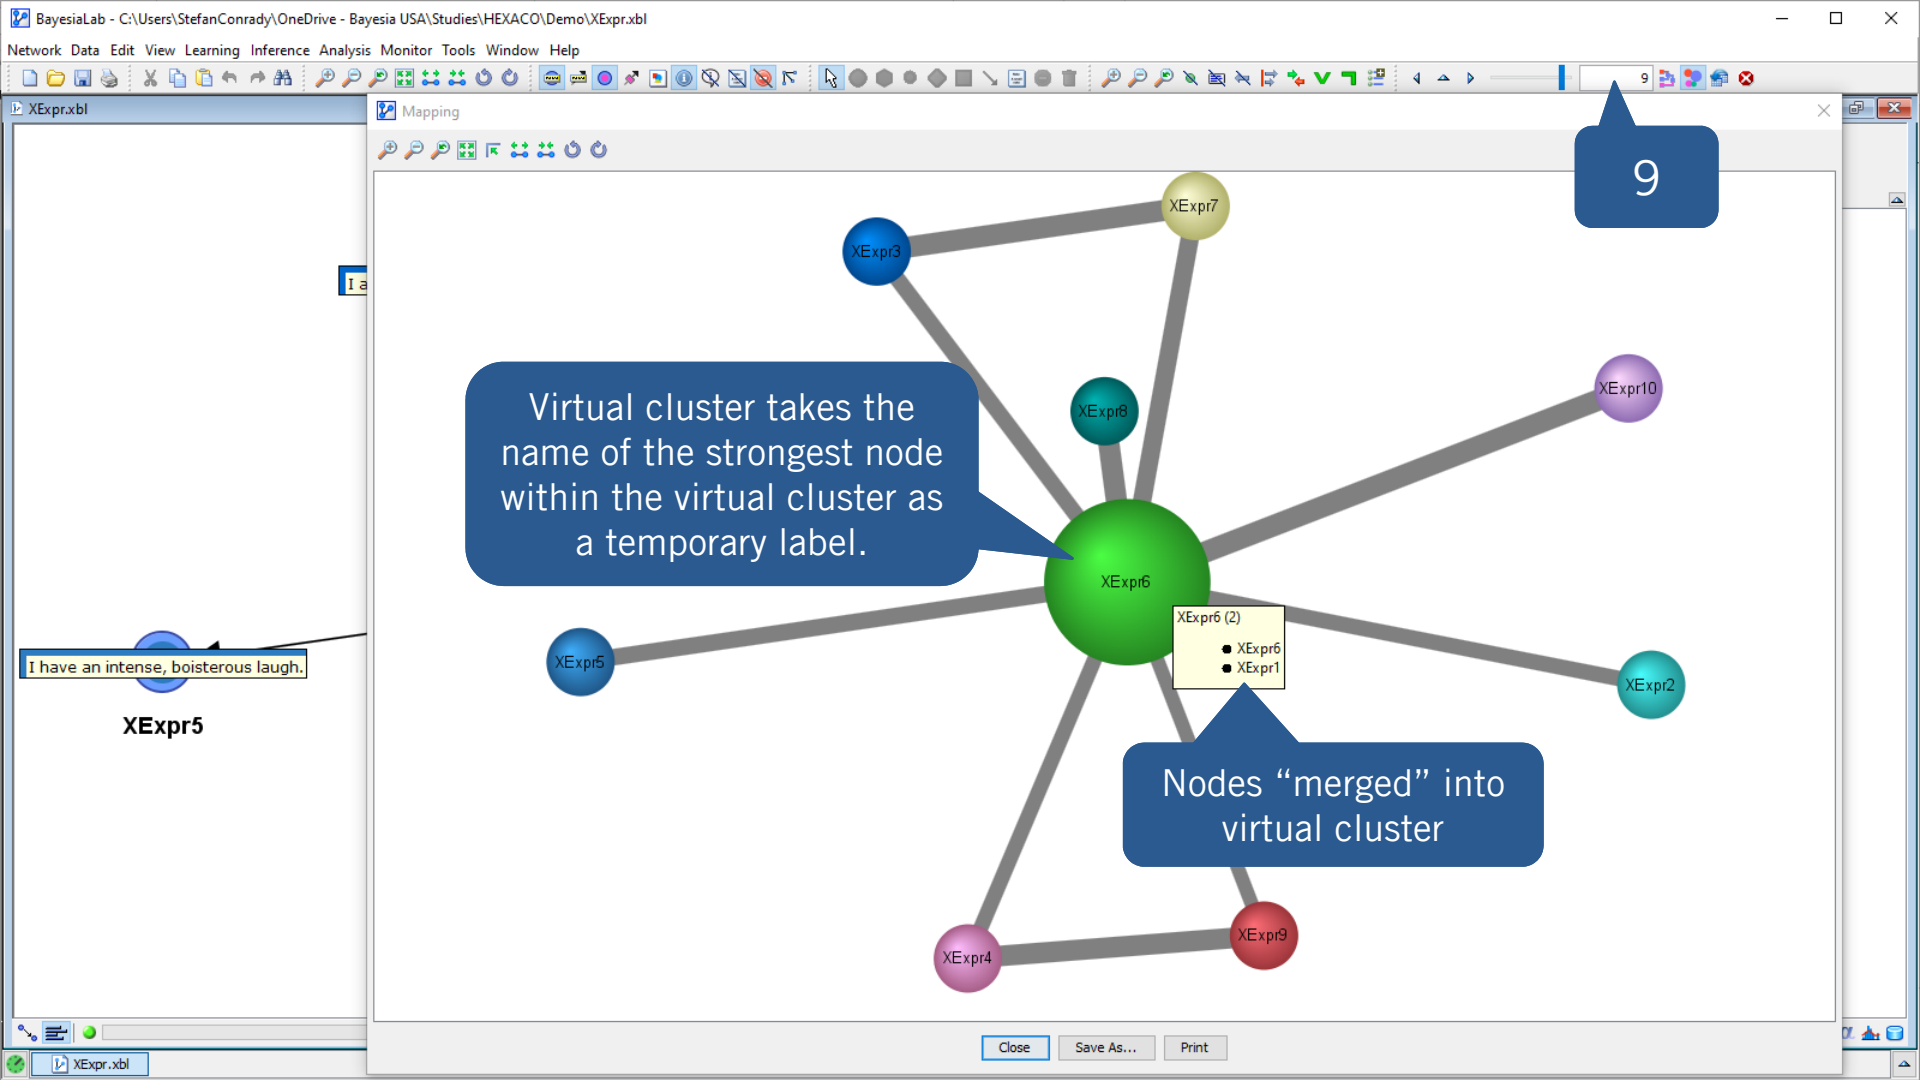 BayesiaLab - C:\Users\StefanConrady\OneDrive - Bayesia USA\Studies\HEXACO\Demo\XExpr.xbl
Network Data Edit View Learning Inference Analysis Monitor Tools Window Help
9
XExpr.xbl
Mapping
9
XExpr7
XExpr3
I a
XExpr10
XExpr8
Virtual cluster takes the
name of the strongest node
within the virtual cluster as
a temporary label.
XExpr6
XExpr6 (2)
XExpr6
XExpr1
XExpr5
I have an intense, boisterous laugh.
XExpr2
XExpr5
Nodes “merged” into
virtual cluster
XExpr9
XExpr4
Close
Save As...
Print
XExpr.xbl